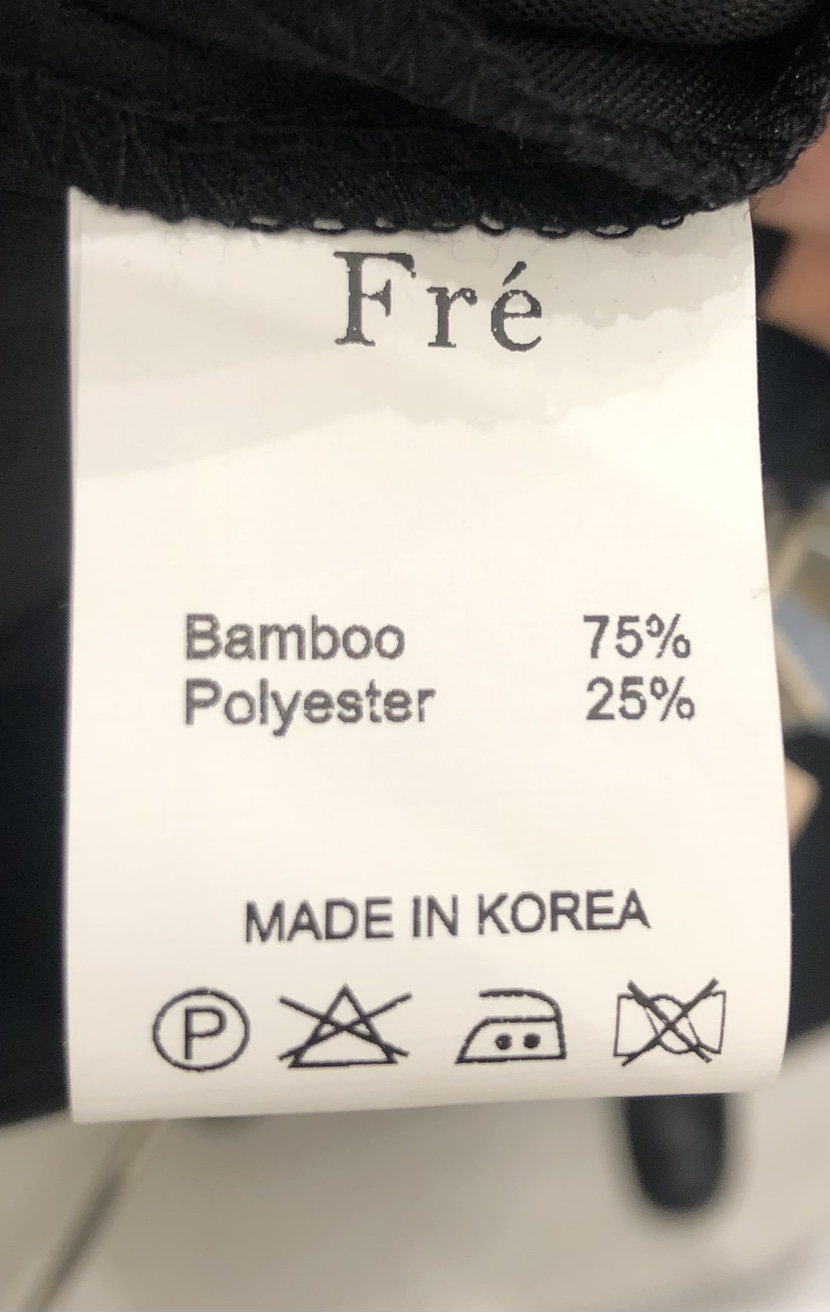 Fré
Bamboo 75%
Polyester 25%
MADE IN KOREA
P